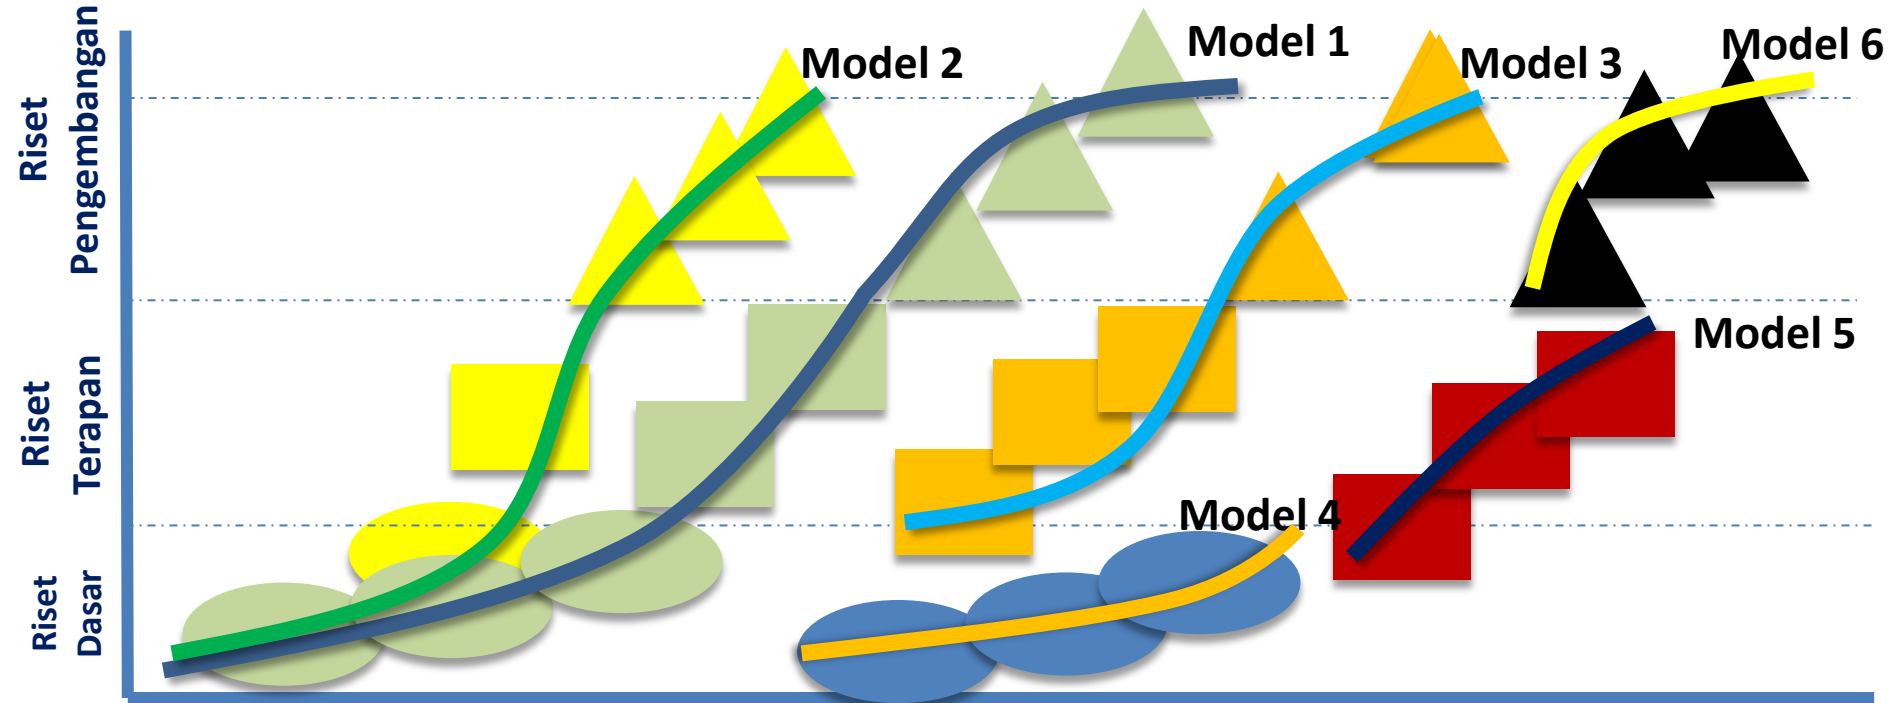 Riset
Pengembangan
Riset
Terapan
Riset
Dasar
Model 2
Model 1
Model 3
Model 6
Model 5
Model 4